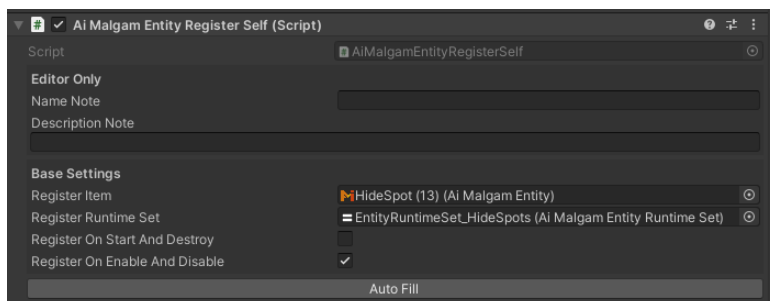 Ai Malgam Entity Register Self (Script)
Script AiMalgamEntityRegisterSelf
Editor Only
Name Note
Description Note
Base Settings
Register Item HideSpot (13) (Ai Malgam Entity)
Register Runtime Set EntityRuntimeSet_HideSpots (Ai Malgam Entity Runtime Set)
Register On Start And Destroy
Register On Enable And Disable
Auto Fill